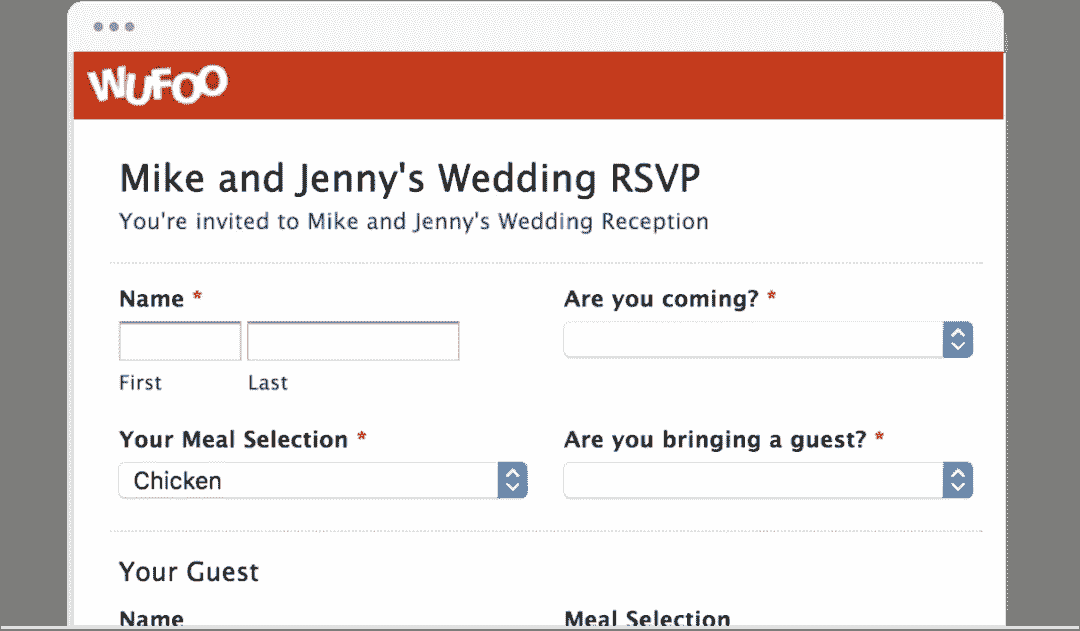 WUFOO
Mike and Jenny's Wedding RSVP
You're invited to Mike and Jenny's Wedding Reception
Name *
First
Last
Are you coming? *
Your Meal Selection *
Chicken
Are you bringing a guest? *
Your Guest
Name
Meal Selection